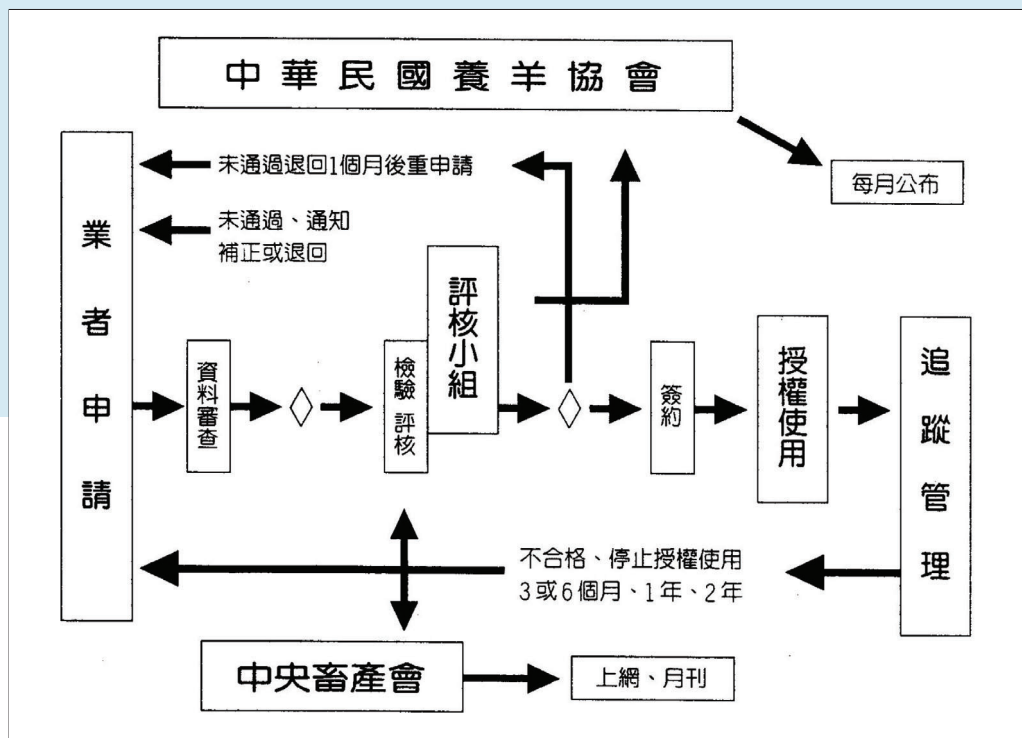 中華民國養羊協會
每月公布
未通過退回1個月後重申請
未通過、通知
補正或退回
業者申請
資料審查
檢驗 評核
評核小組
簽約
授權使用
追蹤管理
不合格、停止授權使用
3或6個月、1年、2年
中央畜產會
上網、月刊